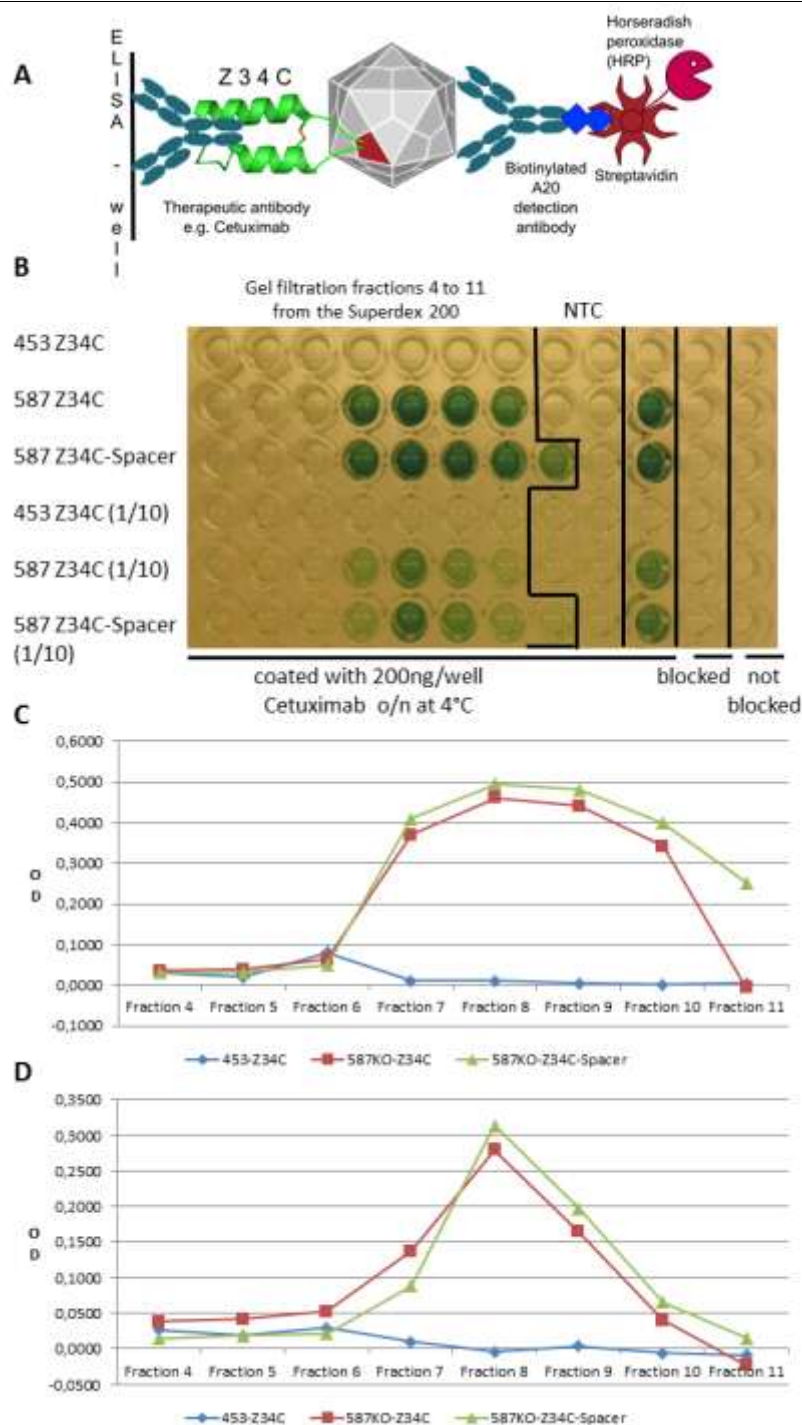 A
E
L
I
S
A
-
w
e
l
l
Z 3 4 C
Therapeutic antibody
e.g. Cetuximab
Horseradish
peroxidase
(HRP)
Biotinylated
A20
detection
antibody
Streptavidin
B
Gel filtration fractions 4 to 11
from the Superdex 200
NTC
453 Z34C
587 Z34C
587 Z34C-Spacer
453 Z34C (1/10)
587 Z34C (1/10)
587 Z34C-Spacer
(1/10)
coated with 200ng/well
Cetuximab o/n at 4°C
blocked
not
blocked
C
0,6000
0,5000
0,4000
0,3000
0,2000
0,1000
0,0000
-0,1000
O
D
Fraction 4 Fraction 5 Fraction 6 Fraction 7 Fraction 8 Fraction 9 Fraction 10 Fraction 11
453-Z34C 587KO-Z34C 587KO-Z34C-Spacer
D
0,3500
0,3000
0,2500
0,2000
0,1500
0,1000
0,0500
0,0000
-0,0500
O
D
Fraction 4 Fraction 5 Fraction 6 Fraction 7 Fraction 8 Fraction 9 Fraction 10 Fraction 11
453-Z34C 587KO-Z34C 587KO-Z34C-Spacer